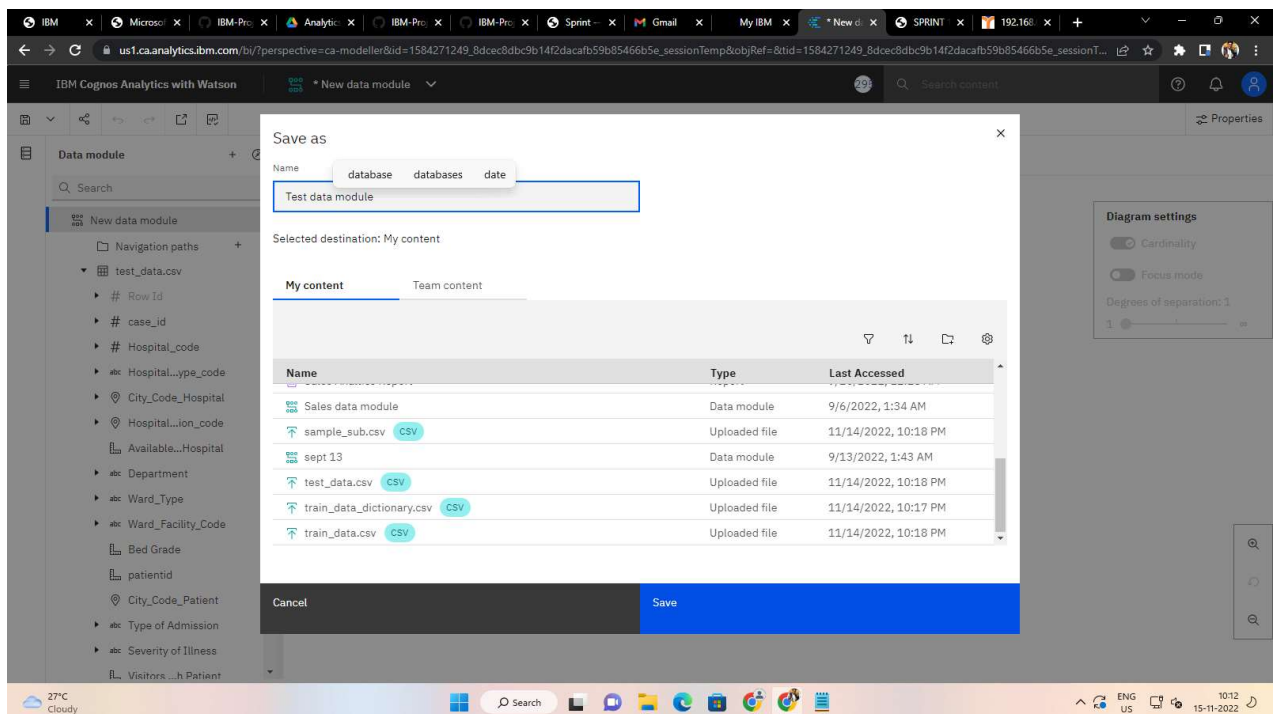 IBM
Microsof
IBM-Pro
Analytic
IBM-Pro
IBM-Pro
Sprint
Gmail
My IBM
* New d
SPRINT
192.168.
us1.ca.analytics.ibm.com/bi/?perspective=ca-modeller&id=1584271249_8dcec8dbc9b14f2dacafb59b85466b5e_sessionTemp&objRef=&tid=1584271249_8dcec8dbc9b14f2dacafb59b85466b5e_sessionT...
IBM Cognos Analytics with Watson
* New data module
Search content
Properties
Data module
Search
New data module
Navigation paths
test_data.csv
# Row Id
# case_id
# Hospital_code
abc Hospital...ype_code
City_Code_Hospital
Hospital...ion_code
Available...Hospital
abc Department
abc Ward_Type
abc Ward_Facility_Code
Bed Grade
patientid
City_Code_Patient
abc Type of Admission
abc Severity of Illness
Visitors ...h Patient
Save as
Name
database databases date
Test data module
Selected destination: My content
My content Team content
Name Type Last Accessed
Sales data module Data module 9/6/2022, 1:34 AM
sample_sub.csv CSV Uploaded file 11/14/2022, 10:18 PM
sept 13 Data module 9/13/2022, 1:43 AM
test_data.csv CSV Uploaded file 11/14/2022, 10:18 PM
train_data_dictionary.csv CSV Uploaded file 11/14/2022, 10:17 PM
train_data.csv CSV Uploaded file 11/14/2022, 10:18 PM
Cancel Save
Diagram settings
Cardinality
Focus mode
Degrees of separation: 1
1 ∞
27°C
Cloudy
Search
ENG
US
10:12
15-11-2022